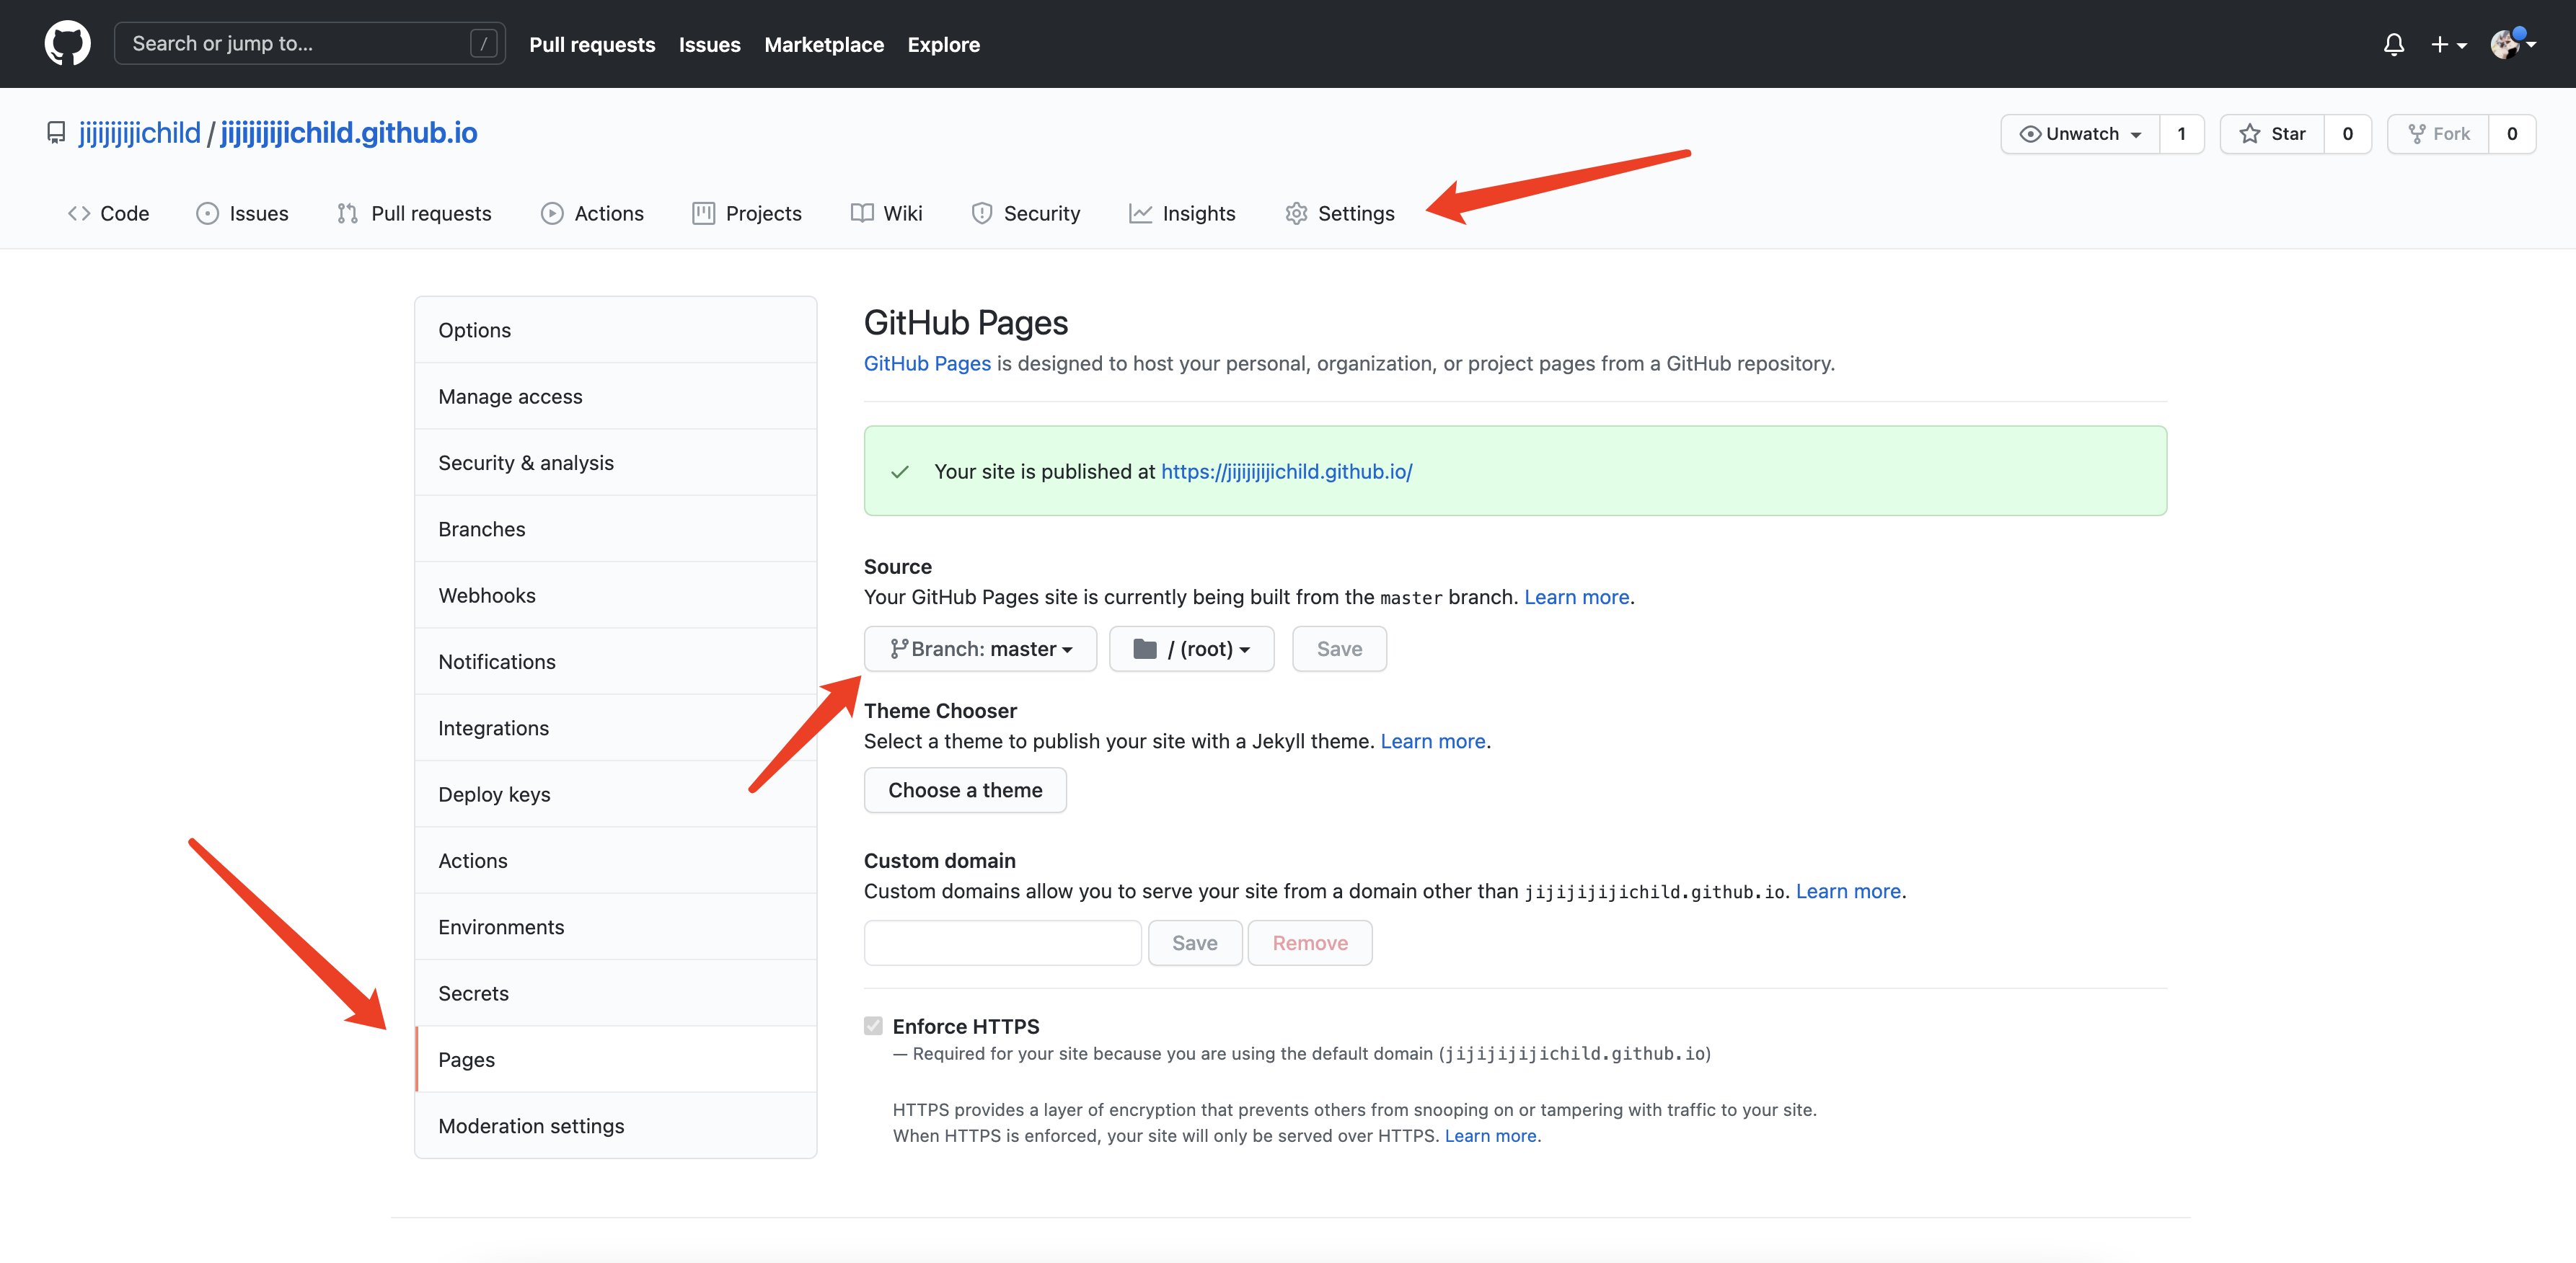 Search or jump to... /
Pull requests Issues Marketplace Explore
jijijijijichild / jijijijijichild.github.io
Unwatch 1 Star 0 Fork 0
Code Issues Pull requests Actions Projects Wiki Security Insights Settings
Options
Manage access
Security & analysis
Branches
Webhooks
Notifications
Integrations
Deploy keys
Actions
Environments
Secrets
Pages
Moderation settings
GitHub Pages
GitHub Pages is designed to host your personal, organization, or project pages from a GitHub repository.
Your site is published at https://jijijijijichild.github.io/
Source
Your GitHub Pages site is currently being built from the master branch. Learn more.
Branch: master / (root) Save
Theme Chooser
Select a theme to publish your site with a Jekyll theme. Learn more.
Choose a theme
Custom domain
Custom domains allow you to serve your site from a domain other than jijijijijichild.github.io. Learn more.
Save Remove
Enforce HTTPS
— Required for your site because you are using the default domain (jijijijijichild.github.io)
HTTPS provides a layer of encryption that prevents others from snooping on or tampering with traffic to your site.
When HTTPS is enforced, your site will only be served over HTTPS. Learn more.